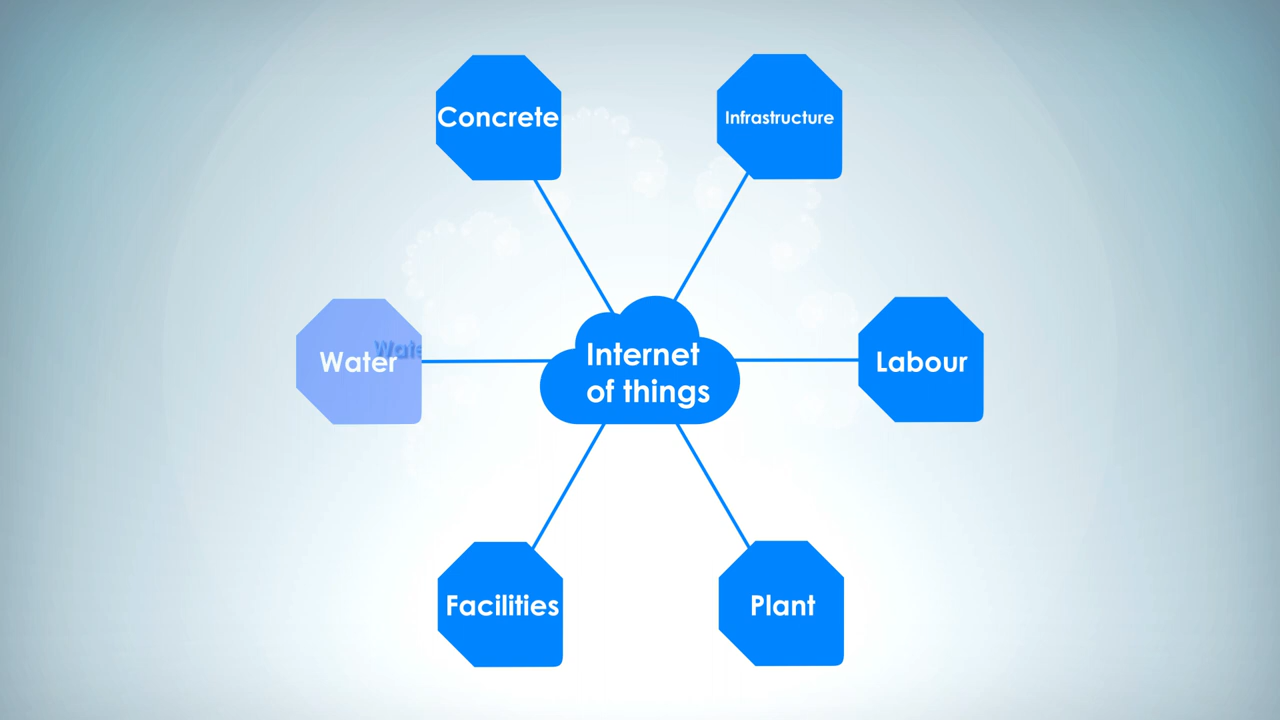 Concrete
Infrastructure
Water
Internet
of things
Labour
Facilities
Plant